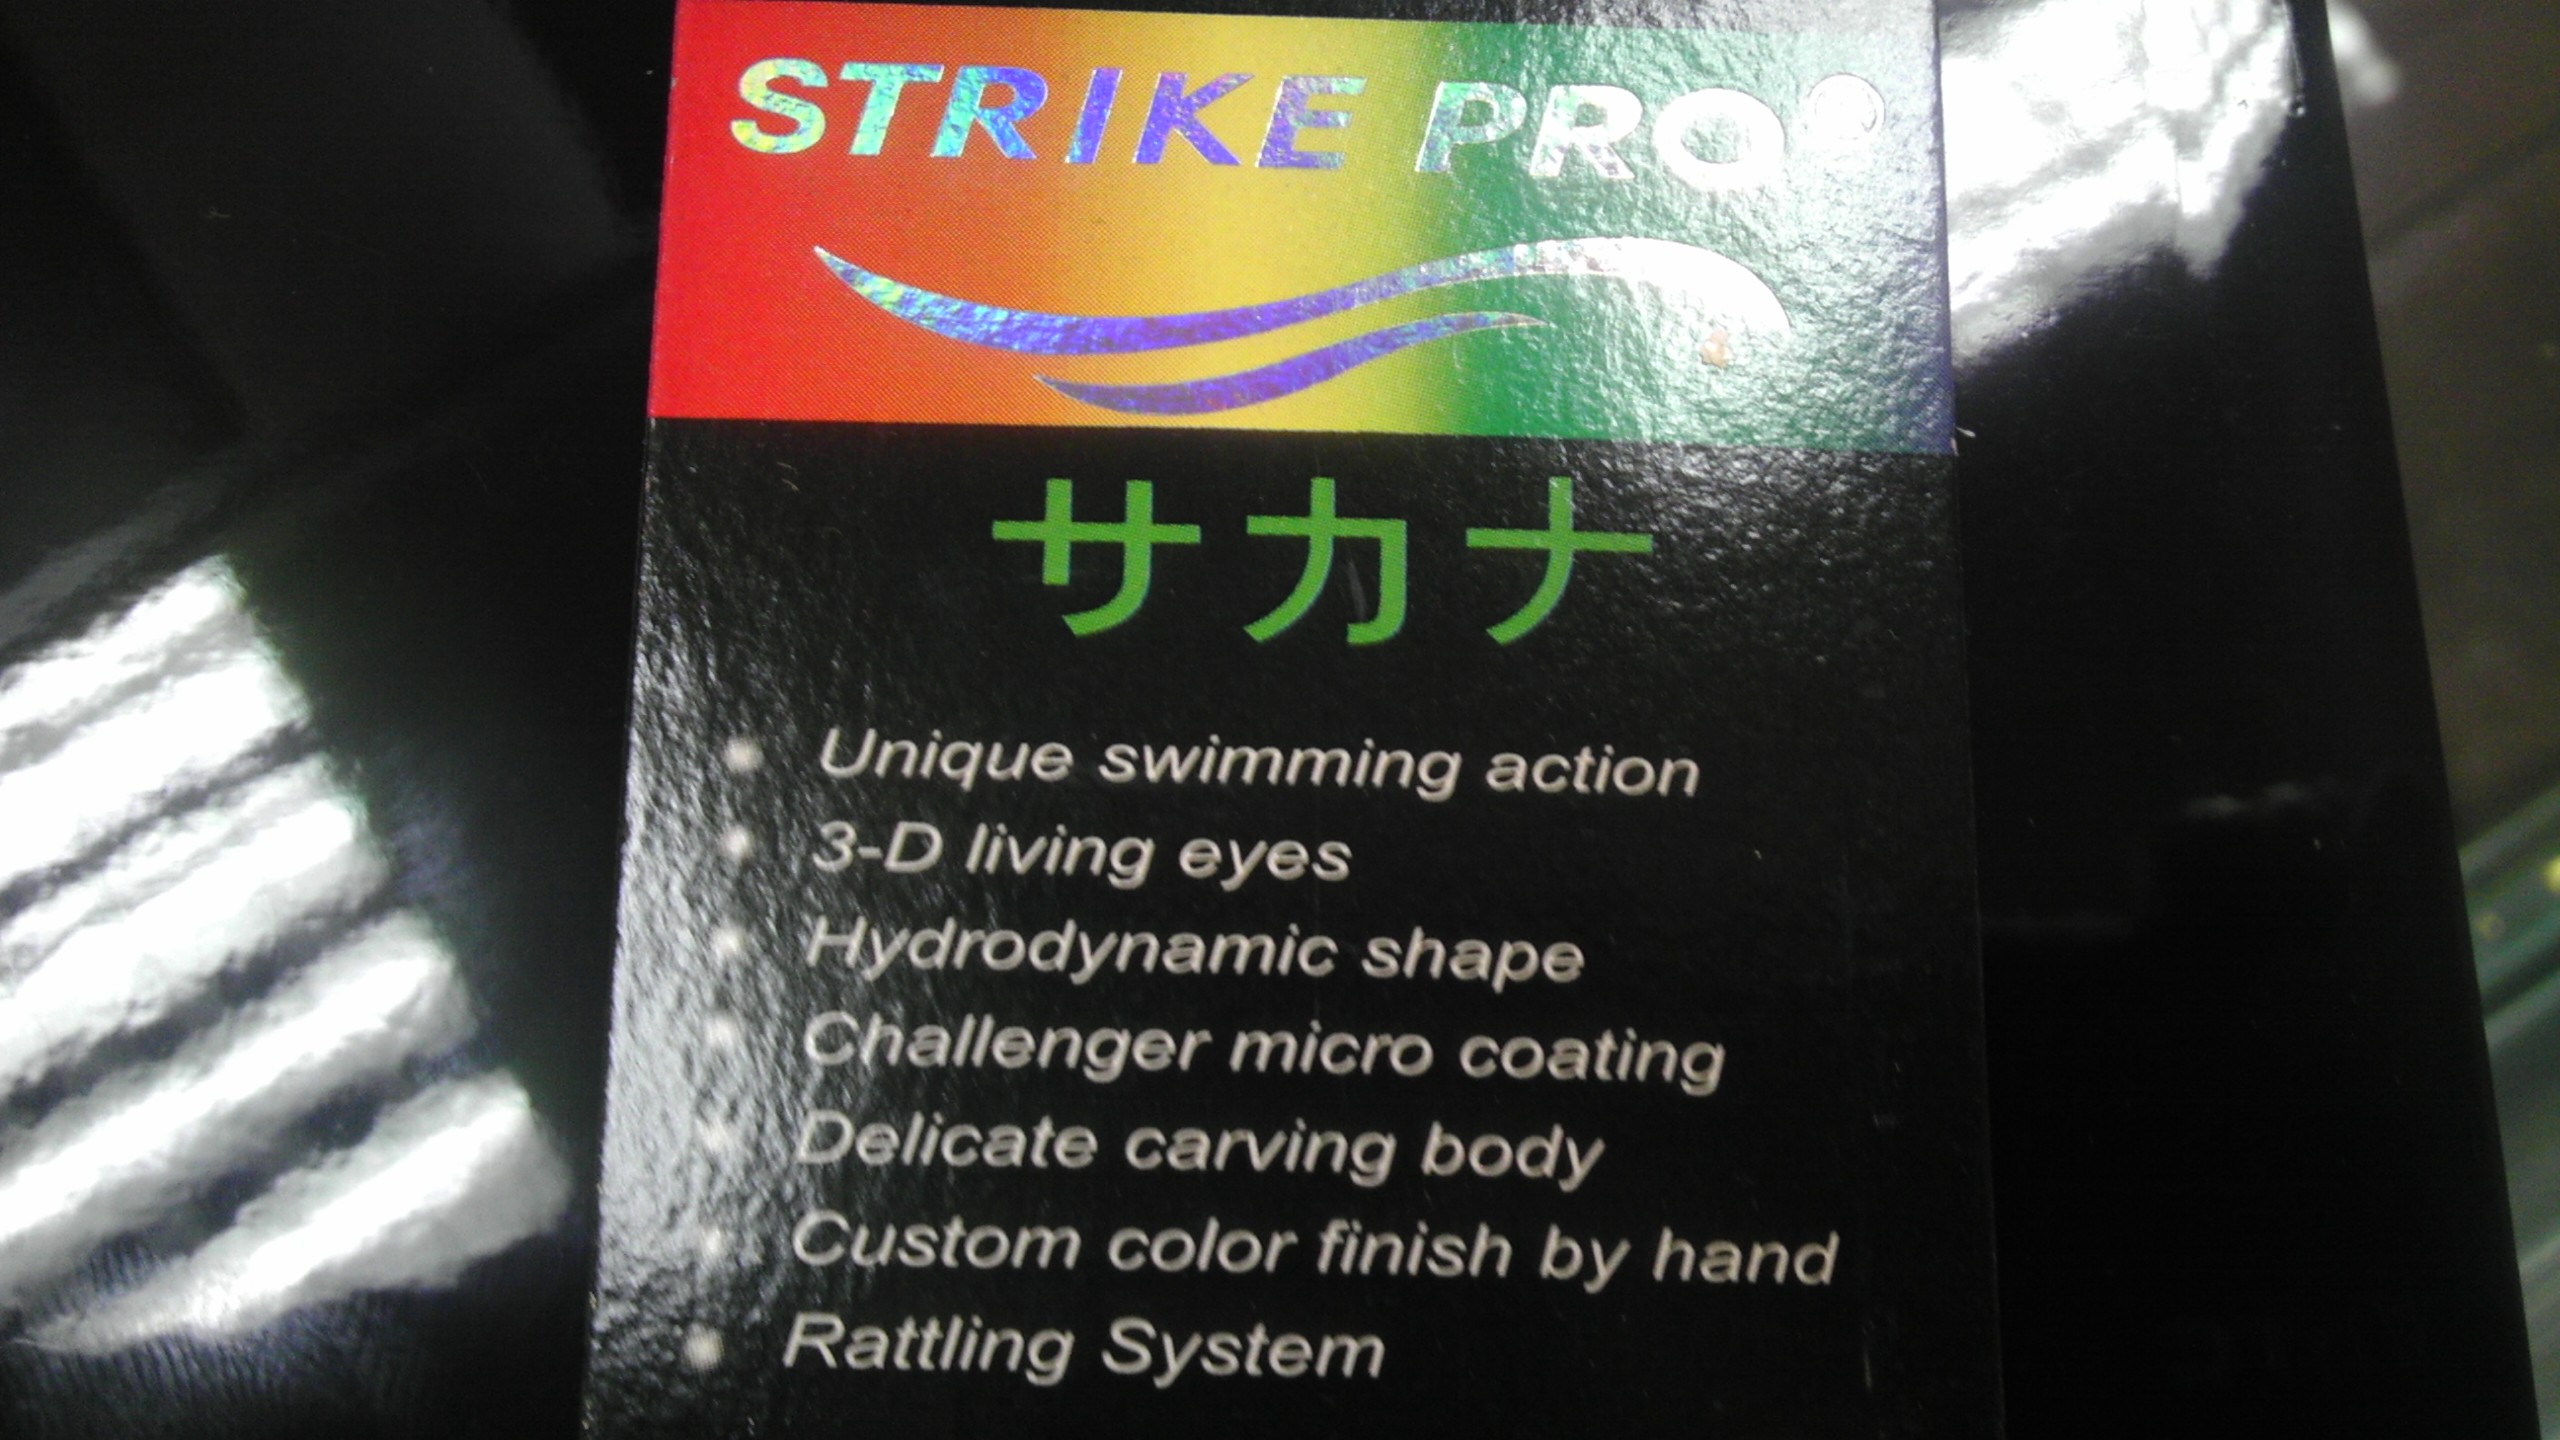 STRIKE PRO®
サカナ
• Unique swimming action
• 3-D living eyes
• Hydrodynamic shape
• Challenger micro coating
• Delicate carving body
• Custom color finish by hand
• Rattling System